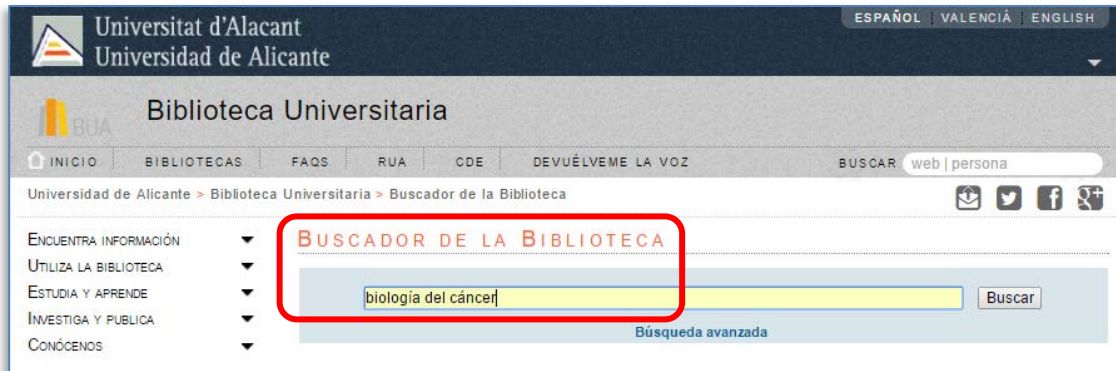 Universitat d'Alacant
Universidad de Alicante
ESPAÑOL VALENCIÀ ENGLISH
BUA
Biblioteca Universitaria
INICIO BIBLIOTECAS FAQS RUA CDE DEVUÉLVEME LA VOZ BUSCAR web | persona
Universidad de Alicante > Biblioteca Universitaria > Buscador de la Biblioteca
ENCUENTRA INFORMACIÓN
UTILIZA LA BIBLIOTECA
ESTUDIA Y APRENDE
INVESTIGA Y PUBLICA
CONÓCENOS
BUSCADOR DE LA BIBLIOTECA
biología del cáncer Buscar
Búsqueda avanzada